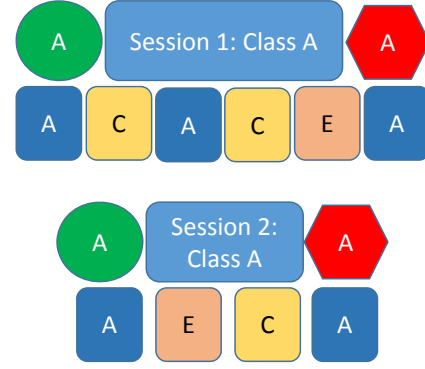 A Session 1: Class A A
A C A C E A
A Session 2:
Class A A
A E C A